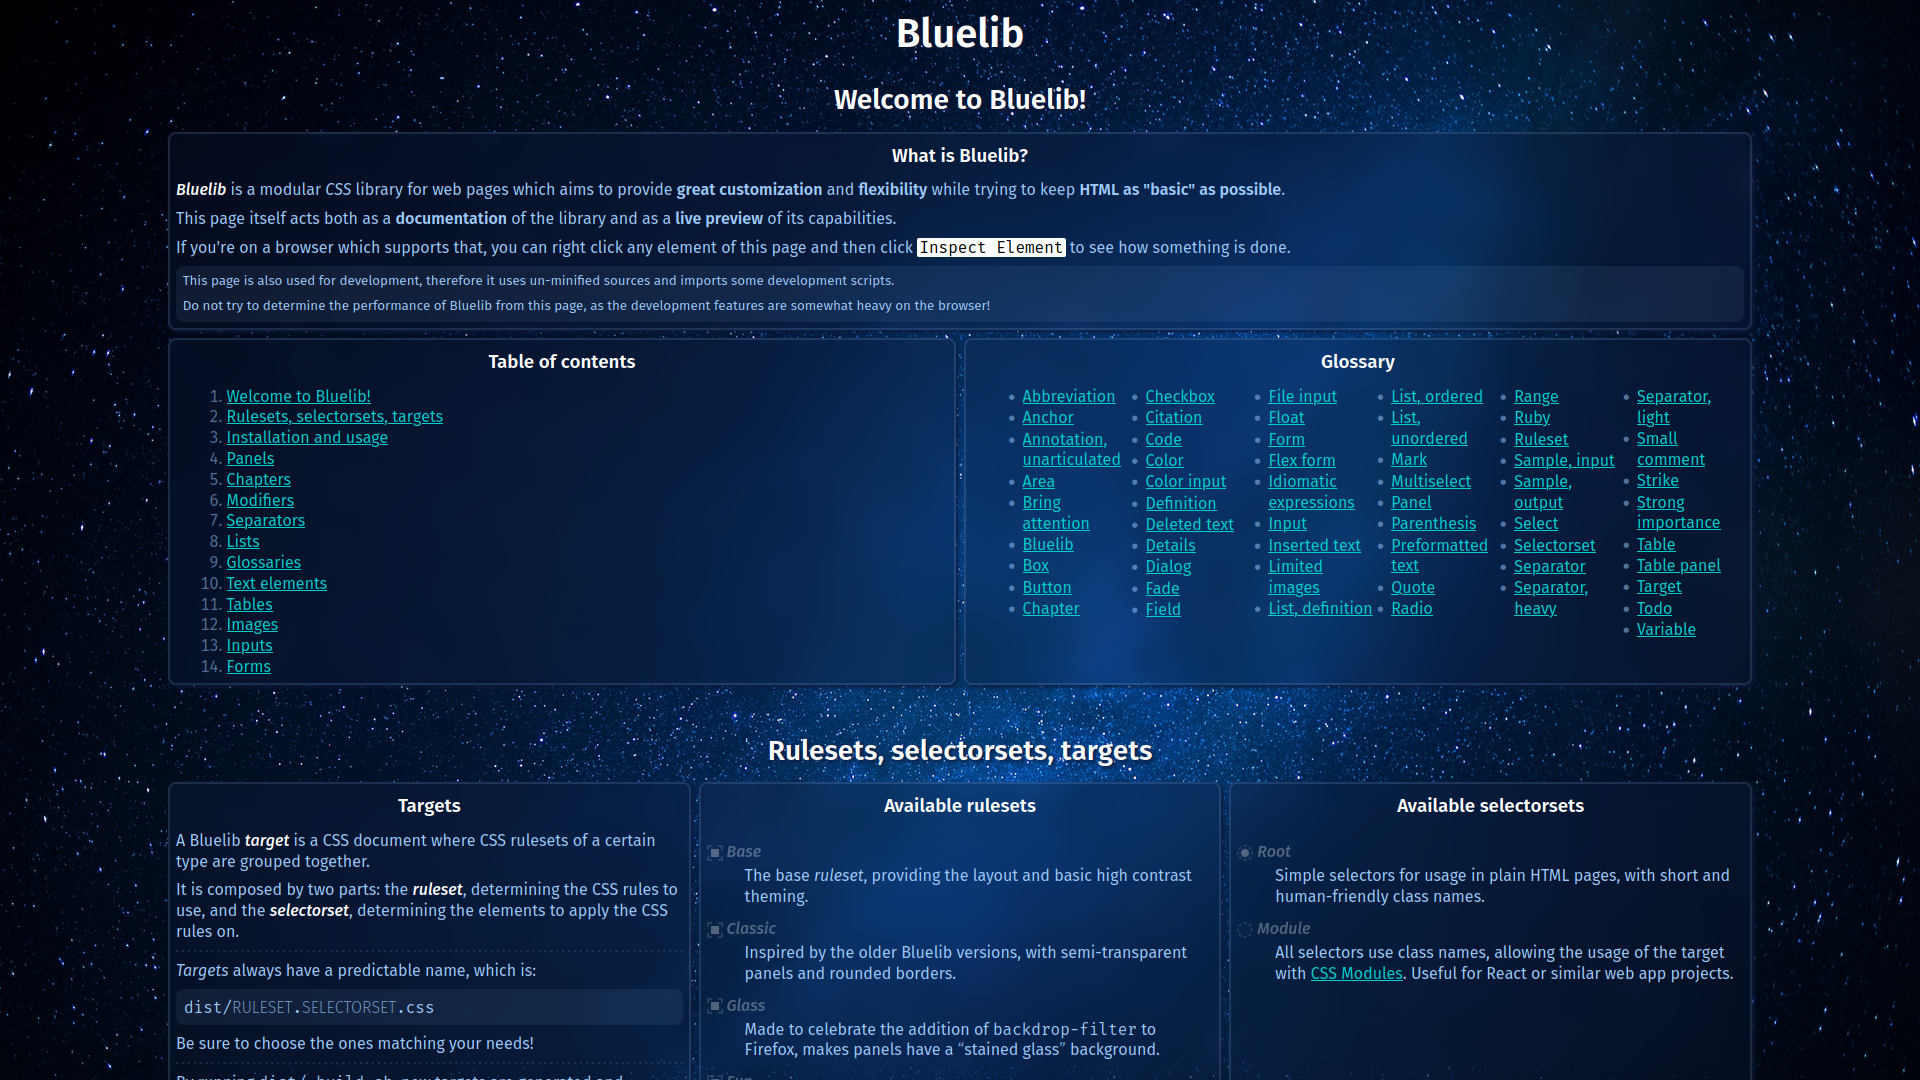 Bluelib
Welcome to Bluelib!
What is Bluelib?
Bluelib is a modular CSS library for web pages which aims to provide great customization and flexibility while trying to keep HTML as "basic" as possible.
This page itself acts both as a documentation of the library and as a live preview of its capabilities.
If you're on a browser which supports that, you can right click any element of this page and then click Inspect Element to see how something is done.
This page is also used for development, therefore it uses un-minified sources and imports some development scripts.
Do not try to determine the performance of Bluelib from this page, as the development features are somewhat heavy on the browser!
Table of contents
1. Welcome to Bluelib!
2. Rulesets, selectorsets, targets
3. Installation and usage
4. Panels
5. Chapters
6. Modifiers
7. Separators
8. Lists
9. Glossaries
10. Text elements
11. Tables
12. Images
13. Inputs
14. Forms
Glossary
Abbreviation
Anchor
Annotation,
unarticulated
Area
Bring
attention
Bluelib
Box
Button
Chapter
Checkbox
Citation
Code
Color
Color input
Definition
Deleted text
Details
Dialog
Fade
Field
File input
Float
Form
Flex form
Idiomatic
expressions
Input
Inserted text
Limited
images
List, definition
List, ordered
List,
unordered
Mark
Multiselect
Panel
Parenthesis
Preformatted
text
Quote
Radio
Range
Ruby
Ruleset
Sample, input
Sample,
output
Select
Selectorset
Separator
Separator,
heavy
Separator,
light
Small
comment
Strike
Strong
importance
Table
Table panel
Target
Todo
Variable
Rulesets, selectorsets, targets
Targets
A Bluelib target is a CSS document where CSS rulesets of a certain
type are grouped together.
It is composed by two parts: the ruleset, determining the CSS rules to
use, and the selectorset, determining the elements to apply the CSS
rules on.
Targets always have a predictable name, which is:
dist/RULESET.SELECTORSET.css
Be sure to choose the ones matching your needs!
Available rulesets
Base
The base ruleset, providing the layout and basic high contrast
theming.
Classic
Inspired by the older Bluelib versions, with semi-transparent
panels and rounded borders.
Glass
Made to celebrate the addition of backdrop-filter to
Firefox, makes panels have a “stained glass” background.
Available selectorsets
Root
Simple selectors for usage in plain HTML pages, with short and
human-friendly class names.
Module
All selectors use class names, allowing the usage of the target
with CSS Modules. Useful for React or similar web app projects.